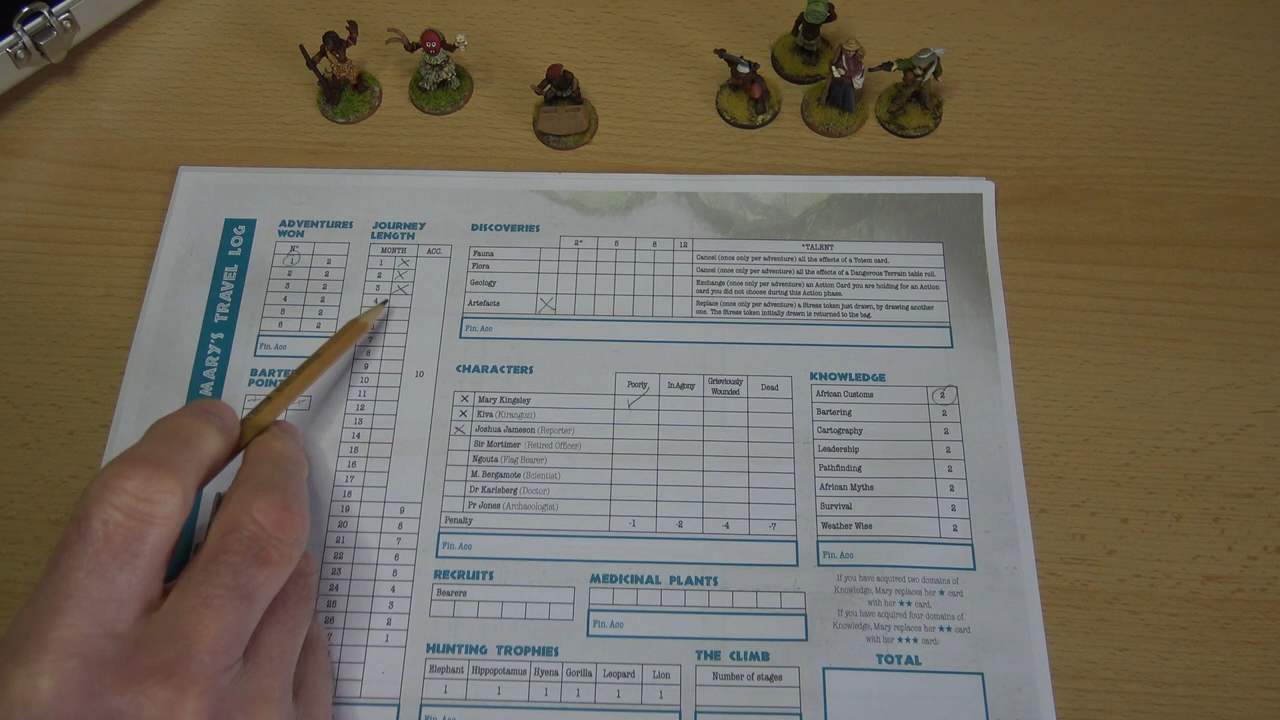 MARY'S TRAVEL LOG
ADVENTURES
WON
N°
1 2
2 2
3 2
4 2
5 2
6 2
Fin. Acc
JOURNEY
LENGTH
MONTH ACC.
1 X
2 X
3 X
4
7
8
9
10
11
12
13
14
15
16
17
18
10
19 9
20 8
21 7
22 6
23 5
24 4
25 3
26 2
7 1
DISCOVERIES
2* 5 8 12 *TALENT
Fauna Cancel (once only per adventure) all the effects of a Totem card.
Flora Cancel (once only per adventure) all the effects of a Dangerous Terrain table roll.
Geology Exchange (once only per adventure) an Action Card you are holding for an Action
card you did not choose during this Action phase.
Artefacts X Replace (once only per adventure) a Stress token just drawn, by drawing another
one. The Stress token initially drawn is returned to the bag.
Fin. Acc
CHARACTERS
Poorly In Agony Grieviously
Wounded Dead
X Mary Kingsley ✓
X Kiva (Kirangozi)
X Joshua Jameson (Reporter)
Sir Mortimer (Retired Officer)
Ngouta (Flag Bearer)
M. Bergamote (Scientist)
Dr Karlsberg (Doctor)
Pr Jones (Archaeologist)
Penalty -1 -2 -4 -7
Fin. Acc
KNOWLEDGE
African Customs 2
Bartering 2
Cartography 2
Leadership 2
Pathfinding 2
African Myths 2
Survival 2
Weather Wise 2
Fin. Acc
If you have acquired two domains of
Knowledge, Mary replaces her ★ card
with her ★★ card.
If you have acquired four domains of
Knowledge, Mary replaces her ★★ card
with her ★★★ card.
RECRUITS
Bearers
MEDICINAL PLANTS
Fin. Acc
HUNTING TROPHIES
Elephant Hippopotamus Hyena Gorilla Leopard Lion
1 1 1 1 1 1
Fin. Acc
THE CLIMB
Number of stages
TOTAL